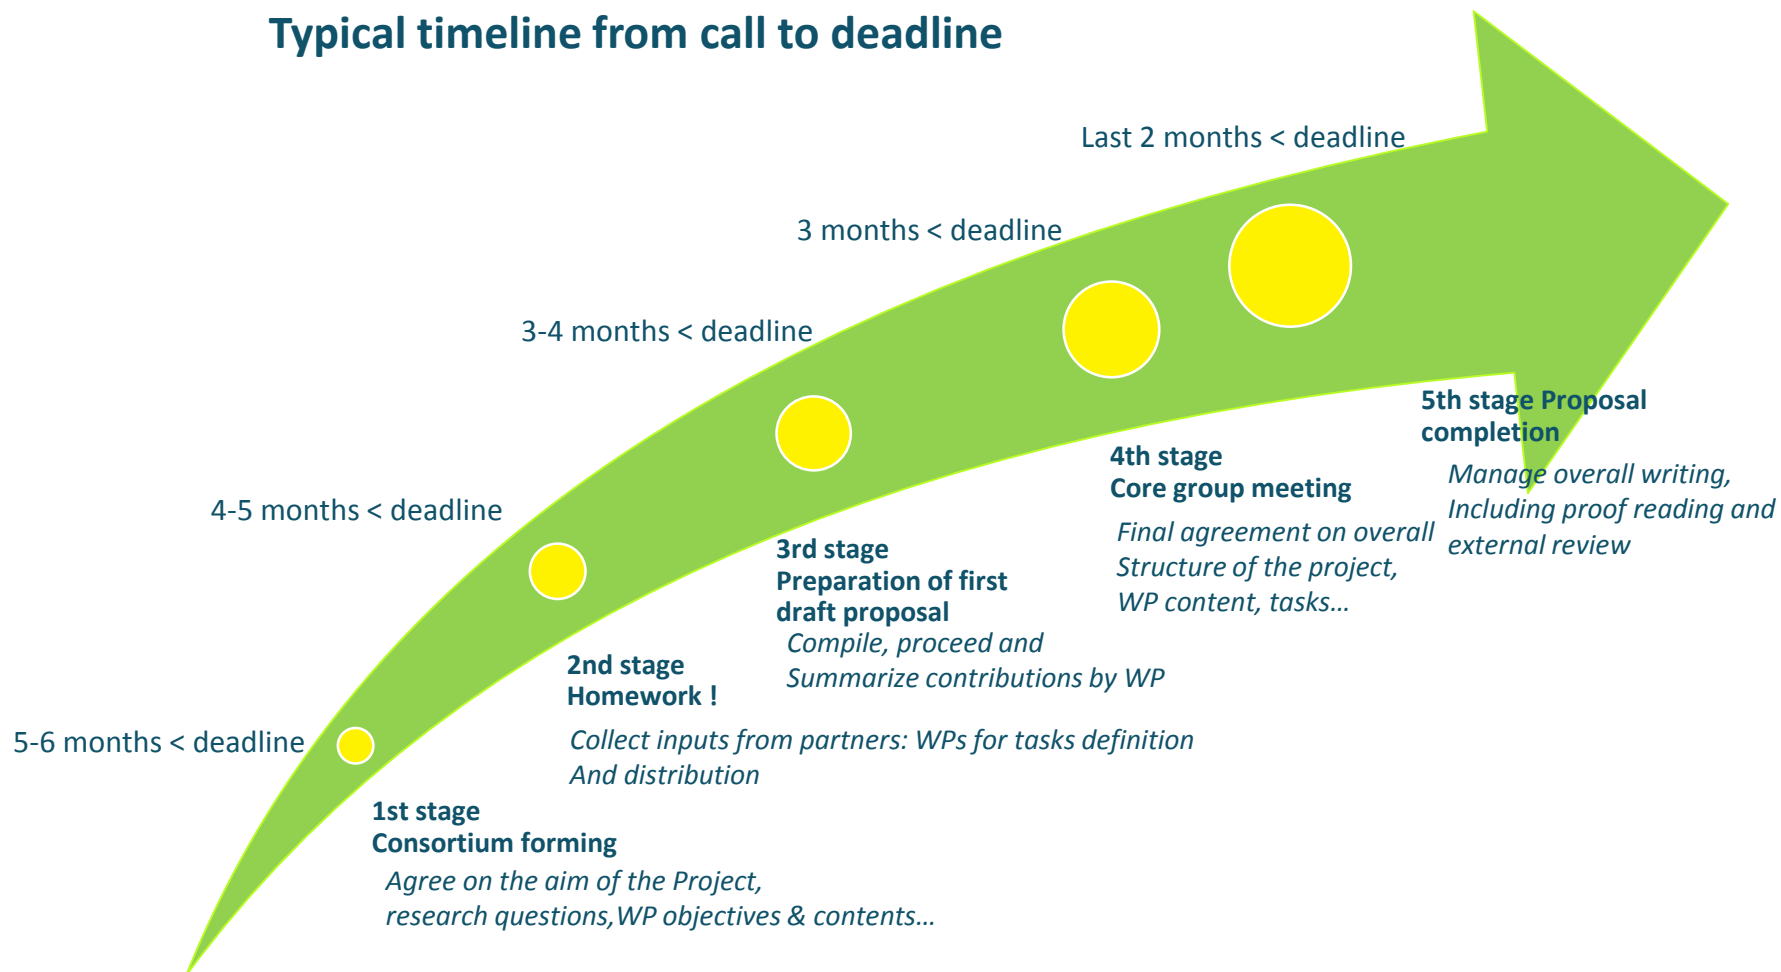 Typical timeline from call to deadline
5-6 months < deadline
1st stage
Consortium forming
Agree on the aim of the Project,
research questions,WP objectives & contents...
4-5 months < deadline
2nd stage
Homework !
Collect inputs from partners: WPs for tasks definition
And distribution
3-4 months < deadline
3rd stage
Preparation of first
draft proposal
Compile, proceed and
Summarize contributions by WP
3 months < deadline
4th stage
Core group meeting
Final agreement on overall
Structure of the project,
WP content, tasks...
Last 2 months < deadline
5th stage Proposal
completion
Manage overall writing,
Including proof reading and
external review